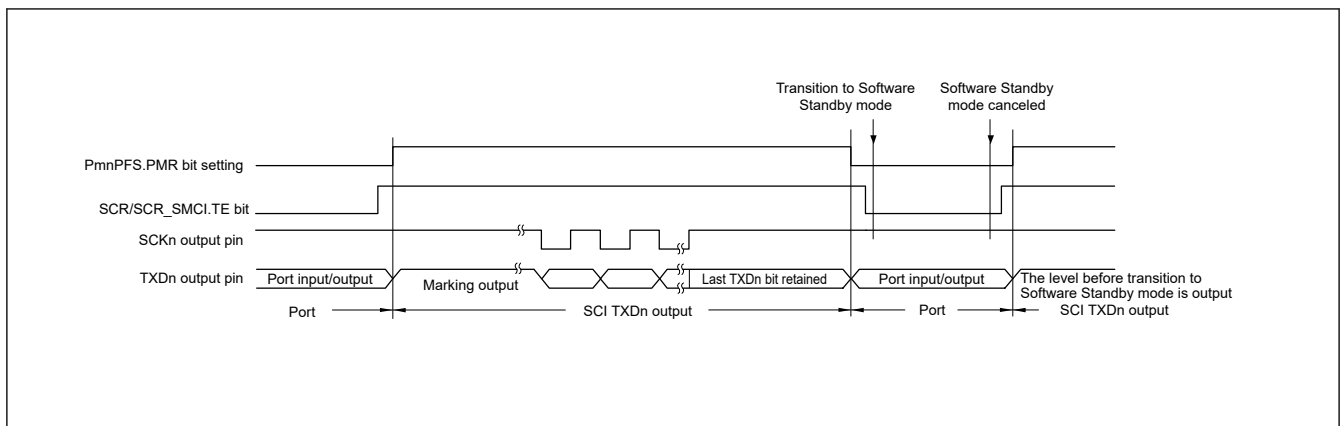 Transition to Software
Standby mode
Software Standby
mode canceled
PmnPFS.PMR bit setting
SCR/SCR_SMCI.TE bit
SCKn output pin
TXDn output pin
Port input/output
Marking output
Last TXDn bit retained
Port input/output
The level before transition to
Software Standby mode is output
Port
SCI TXDn output
Port
SCI TXDn output